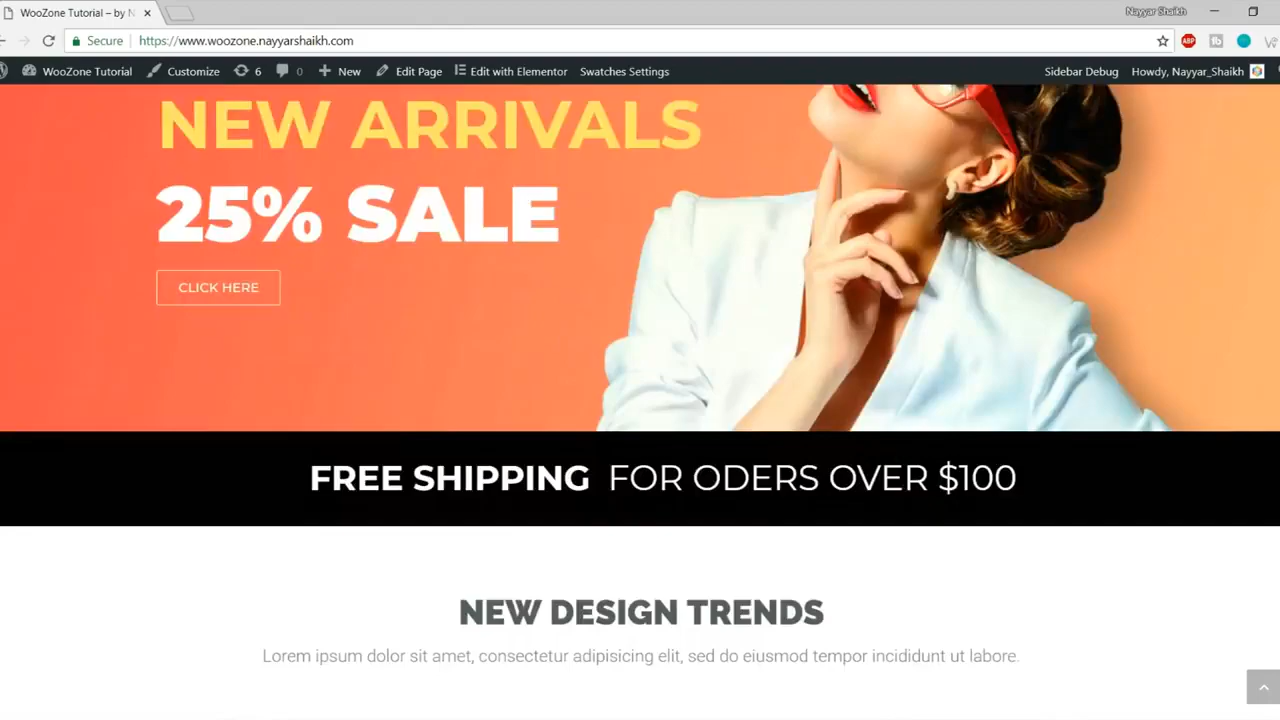 WooZone Tutorial – by N
Nayyar Shaikh
Secure https://www.woozone.nayyarshaikh.com
ABP
WooZone Tutorial Customize 6 0 New Edit Page Edit with Elementor Swatches Settings Sidebar Debug Howdy, Nayyar_Shaikh
NEW ARRIVALS
25% SALE
CLICK HERE
FREE SHIPPING FOR ODERS OVER $100
NEW DESIGN TRENDS
Lorem ipsum dolor sit amet, consectetur adipisicing elit, sed do eiusmod tempor incididunt ut labore.